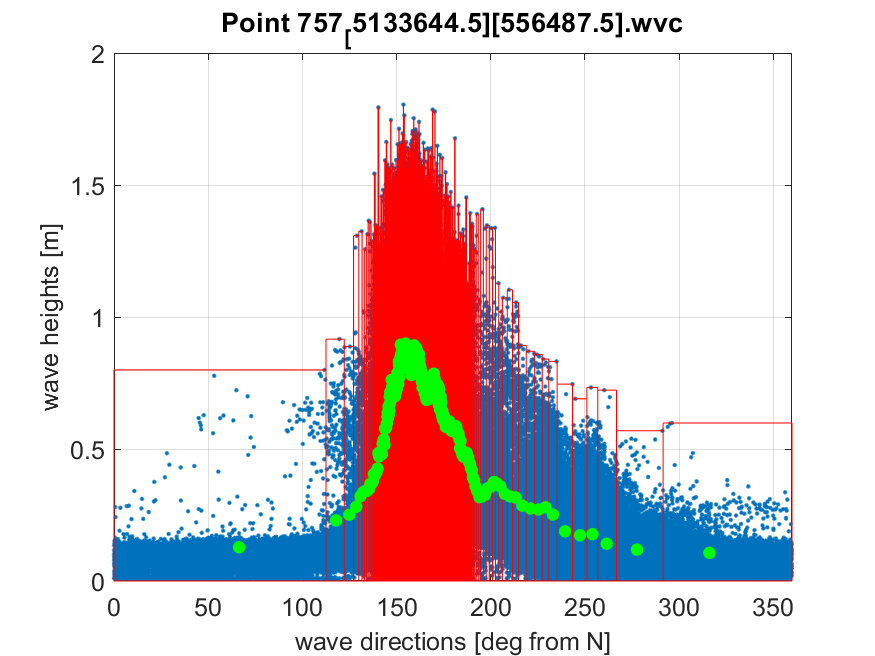 Point 757[5133644.5][556487.5].wvc
2
1.5
1
0.5
0
0 50 100 150 200 250 300 350
wave heights [m]
wave directions [deg from N]